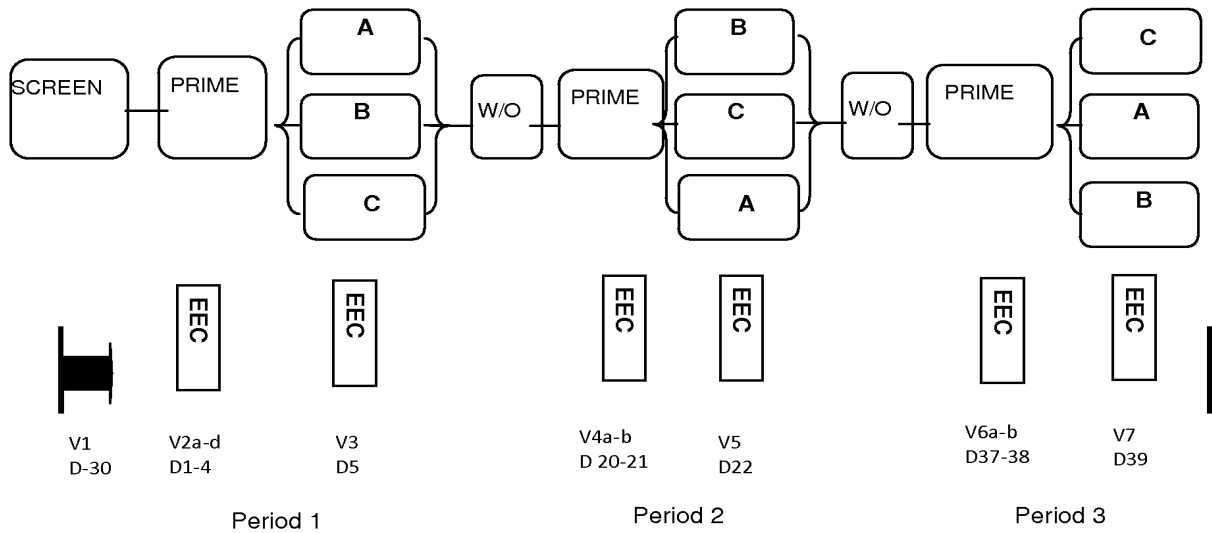 SCREEN
PRIME
A
B
C
W/O
PRIME
B
C
A
W/O
PRIME
C
A
B
EEC
EEC
EEC
EEC
EEC
EEC
V1
D-30
V2a-d
D1-4
V3
D5
V4a-b
D 20-21
V5
D22
V6a-b
D37-38
V7
D39
Period 1
Period 2
Period 3